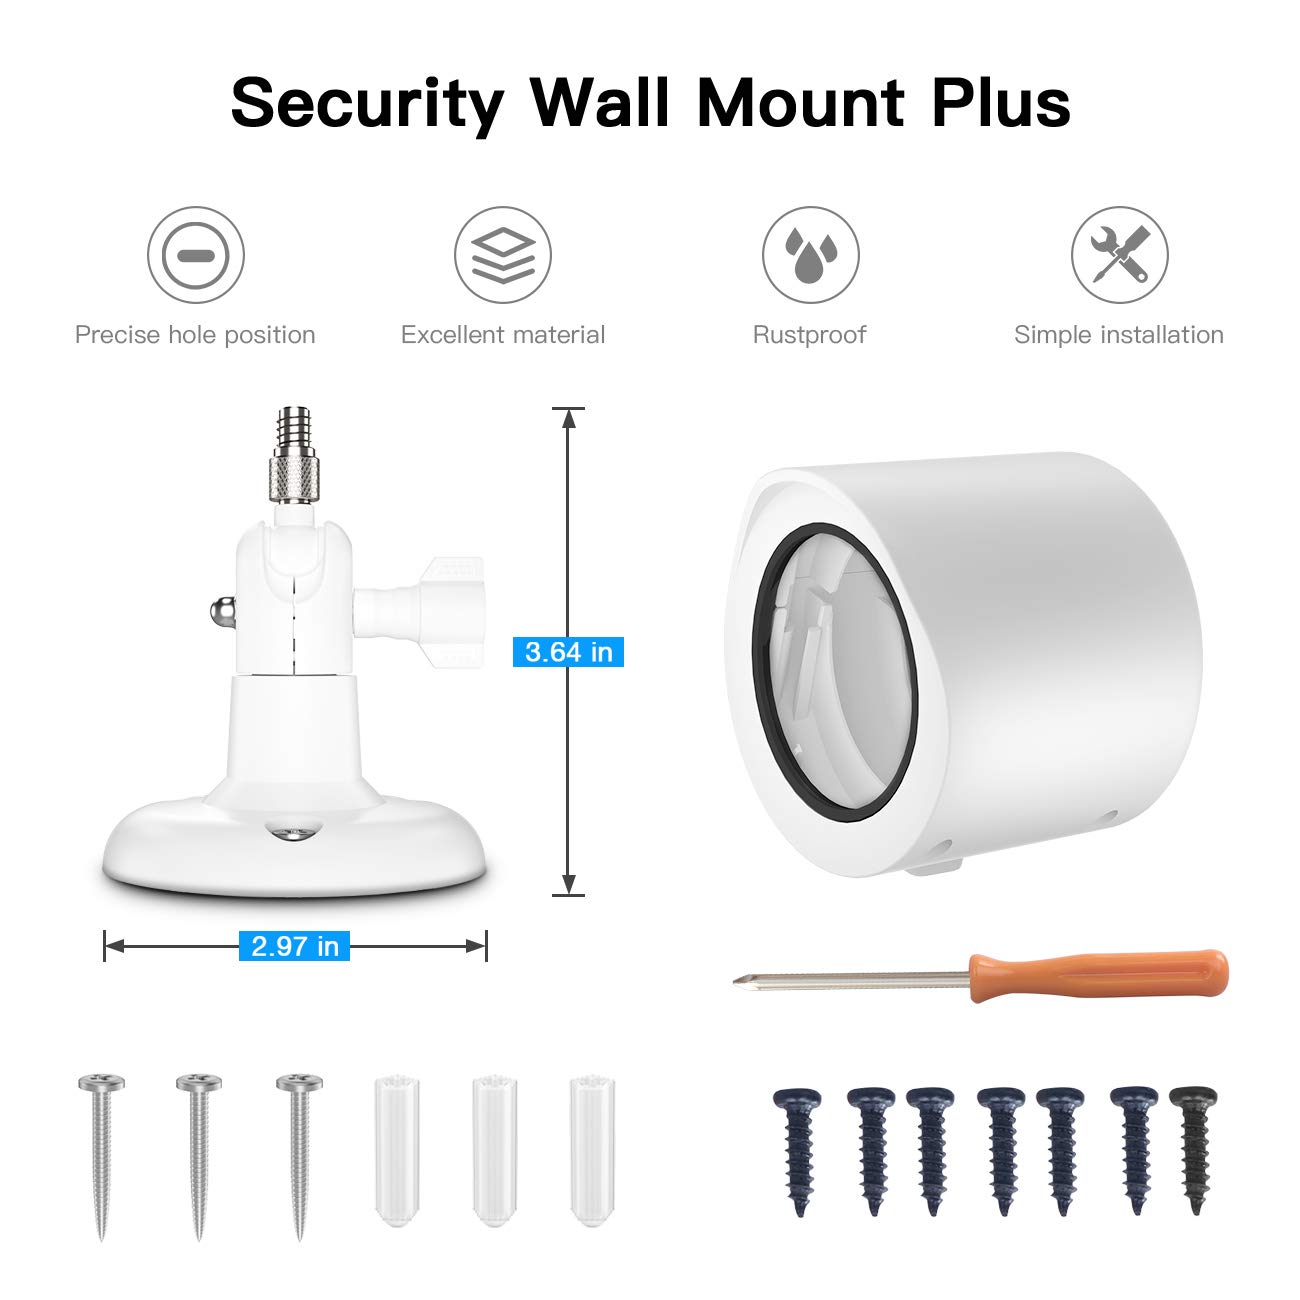 Security Wall Mount Plus
Precise hole position
Excellent material
Rustproof
Simple installation
3.64 in
2.97 in